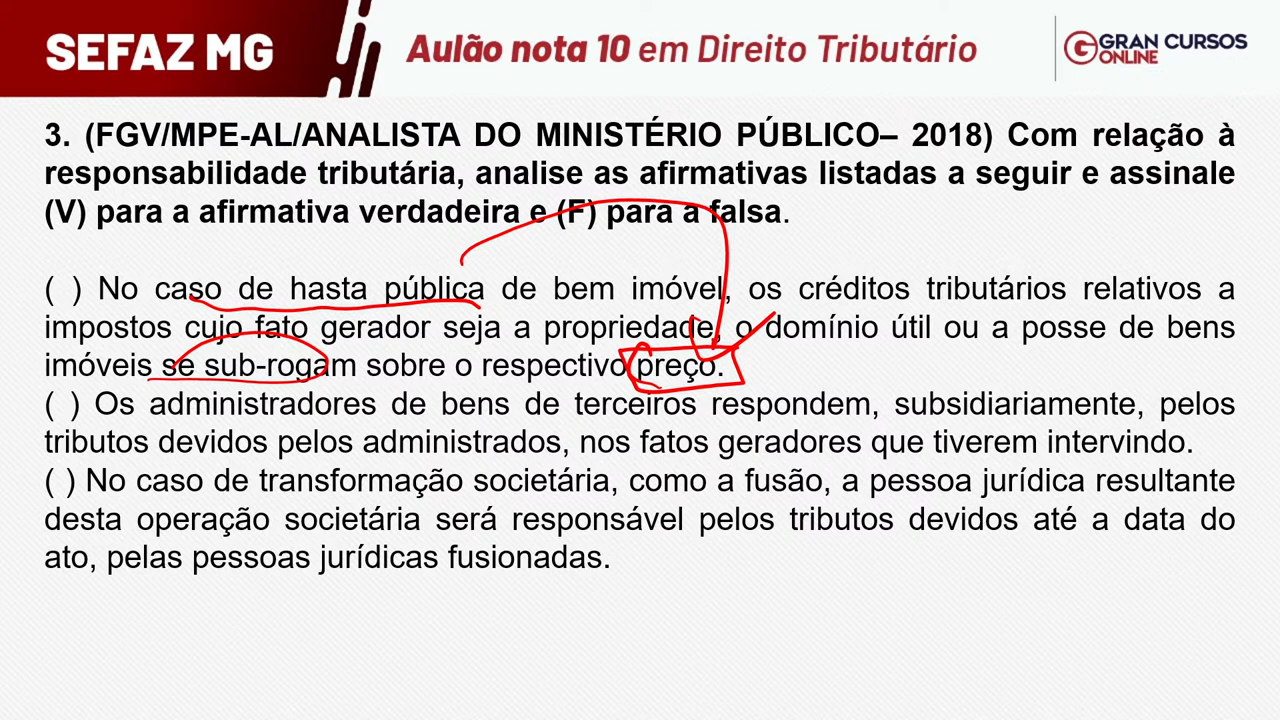 SEFAZ MG
Aulão nota 10 em Direito Tributário
GRAN CURSOS
ONLINE
3. (FGV/MPE-AL/ANALISTA DO MINISTÉRIO PÚBLICO– 2018) Com relação à
responsabilidade tributária, analise as afirmativas listadas a seguir e assinale
(V) para a afirmativa verdadeira e (F) para a falsa.
( ) No caso de hasta pública de bem imóvel, os créditos tributários relativos a
impostos cujo fato gerador seja a propriedade, o domínio útil ou a posse de bens
imóveis se sub-rogam sobre o respectivo preço.
( ) Os administradores de bens de terceiros respondem, subsidiariamente, pelos
tributos devidos pelos administrados, nos fatos geradores que tiverem intervindo.
( ) No caso de transformação societária, como a fusão, a pessoa jurídica resultante
desta operação societária será responsável pelos tributos devidos até a data do
ato, pelas pessoas jurídicas fusionadas.